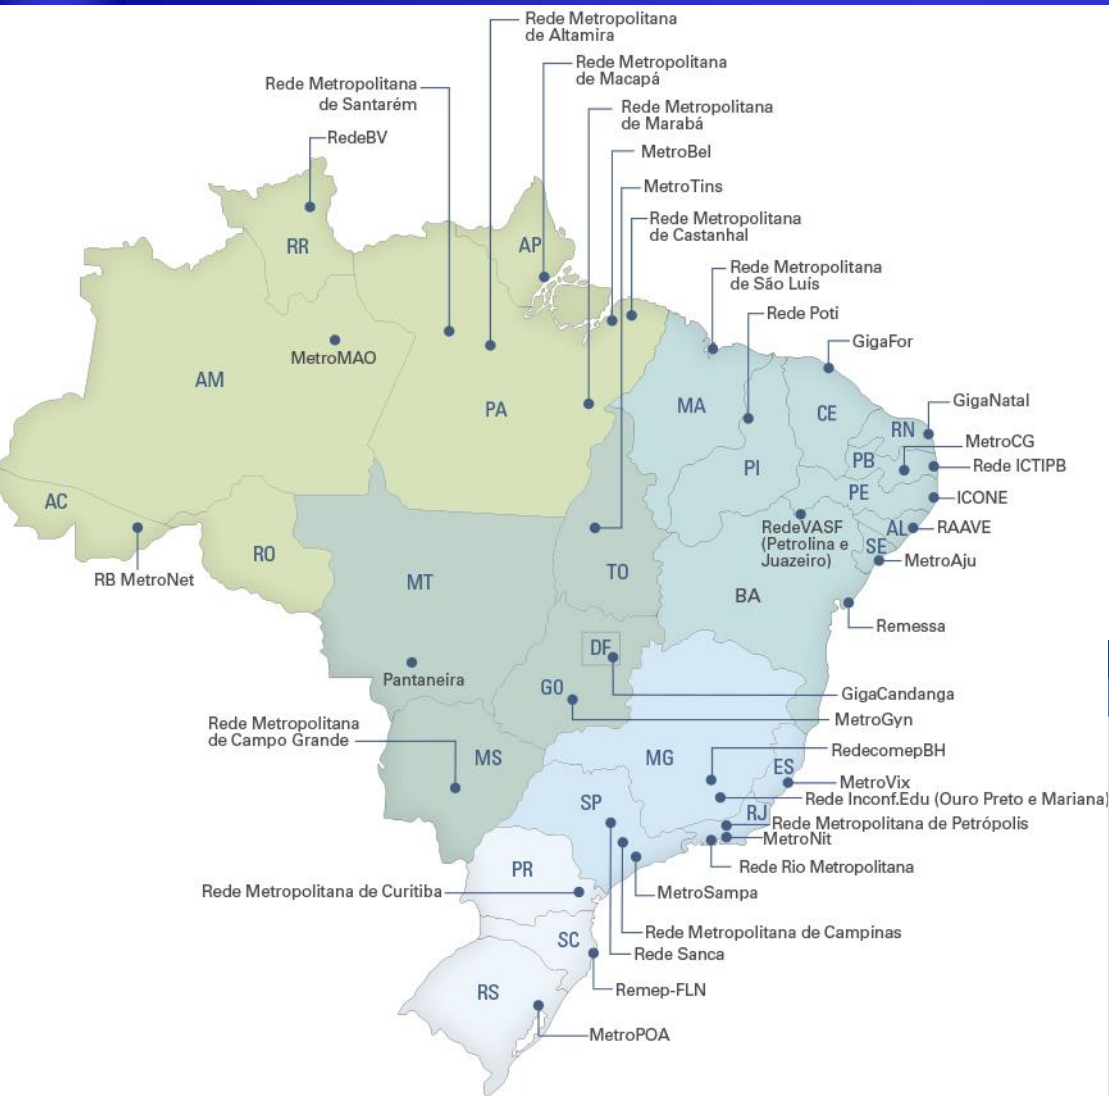 Rede Metropolitana
de Altamira
Rede Metropolitana
de Macapá
Rede Metropolitana
de Santarém
Rede Metropolitana
de Marabá
RedeBV
MetroBel
MetroTins
Rede Metropolitana
de Castanhal
RR
AP
Rede Metropolitana
de São Luís
Rede Poti
GigaFor
MetroMAO
AM
PA
MA
CE
GigaNatal
RN
MetroCG
PB
Rede ICTIPB
PI
PE
ICONE
AC
RedeVASF
(Petrolina e
Juazeiro)
AL
RAAVE
SE
MetroAju
RO
RB MetroNet
MT
TO
BA
Remessa
DF
Pantaneira
GO
GigaCandanga
MetroGyn
Rede Metropolitana
de Campo Grande
MS
MG
RedecomepBH
ES
MetroVix
SP
Rede Inconf.Edu (Ouro Preto e Mariana)
RJ
Rede Metropolitana de Petrópolis
MetroNit
PR
Rede Rio Metropolitana
Rede Metropolitana de Curitiba
MetroSampa
SC
Rede Metropolitana de Campinas
Rede Sanca
RS
Remep-FLN
MetroPOA